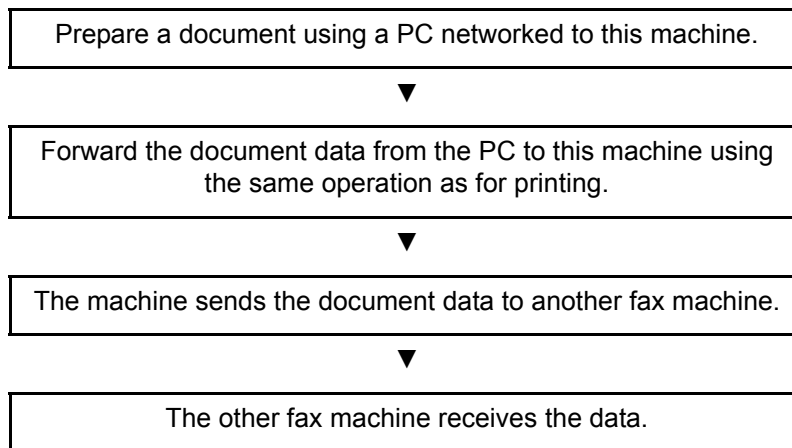 Prepare a document using a PC networked to this machine.
▼
Forward the document data from the PC to this machine using
the same operation as for printing.
▼
The machine sends the document data to another fax machine.
▼
The other fax machine receives the data.